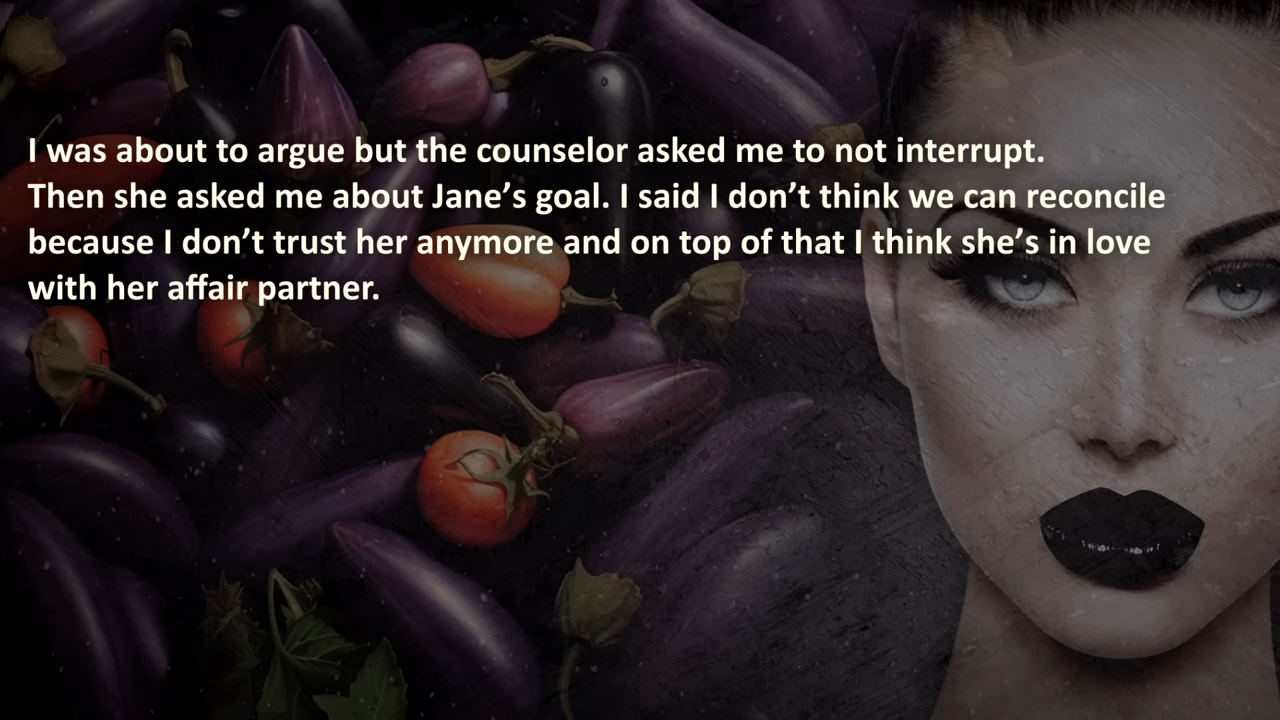 I was about to argue but the counselor asked me to not interrupt.
Then she asked me about Jane’s goal. I said I don’t think we can reconcile
because I don’t trust her anymore and on top of that I think she’s in love
with her affair partner.